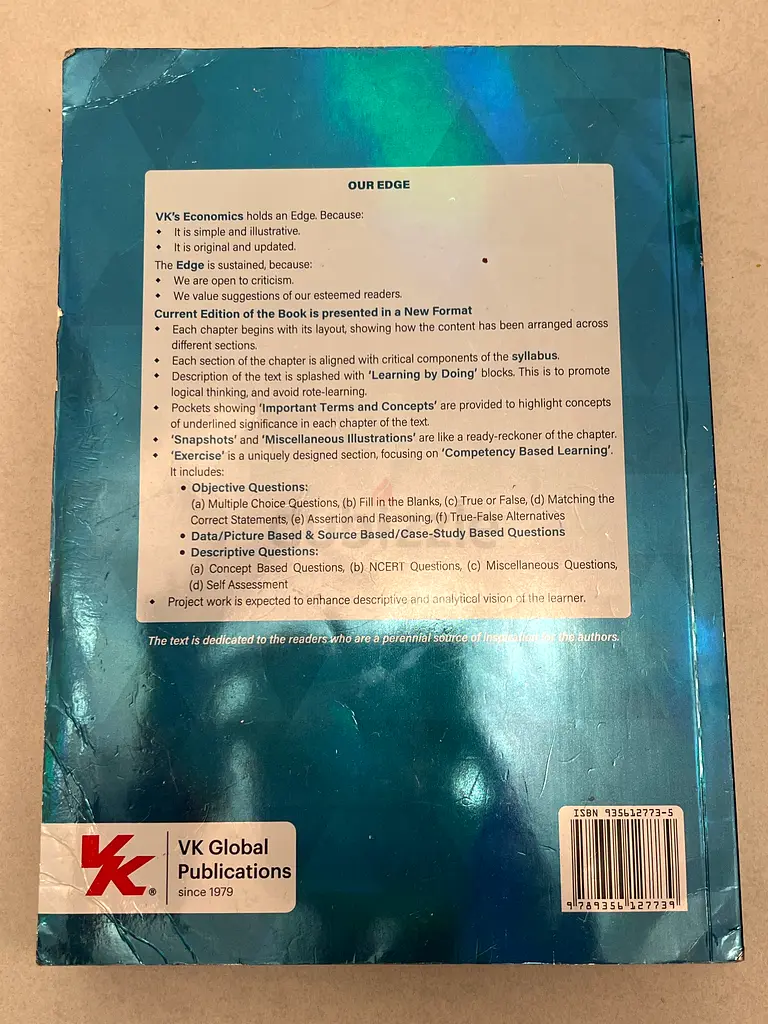 OUR EDGE
VK's Economics holds an Edge. Because:
It is simple and illustrative.
It is original and updated.
The Edge is sustained, because:
We are open to criticism.
We value suggestions of our esteemed readers.
Current Edition of the Book is presented in a New Format
Each chapter begins with its layout, showing how the content has been arranged across
different sections.
Each section of the chapter is aligned with critical components of the syllabus.
Description of the text is splashed with 'Learning by Doing' blocks. This is to promote
logical thinking, and avoid rote-learning.
Pockets showing 'Important Terms and Concepts' are provided to highlight concepts
of underlined significance in each chapter of the text.
'Snapshots' and 'Miscellaneous Illustrations' are like a ready-reckoner of the chapter.
'Exercise' is a uniquely designed section, focusing on 'Competency Based Learning'.
It includes:
• Objective Questions:
(a) Multiple Choice Questions, (b) Fill in the Blanks, (c) True or False, (d) Matching the
Correct Statements, (e) Assertion and Reasoning, (f) True-False Alternatives
• Data/Picture Based & Source Based/Case-Study Based Questions
• Descriptive Questions:
(a) Concept Based Questions, (b) NCERT Questions, (c) Miscellaneous Questions,
(d) Self Assessment
Project work is expected to enhance descriptive and analytical vision of the learner.
The text is dedicated to the readers who are a perennial source of inspiration for the authors.
ISBN 935612773-5
9 789356 127739
VK
®
VK Global
Publications
since 1979